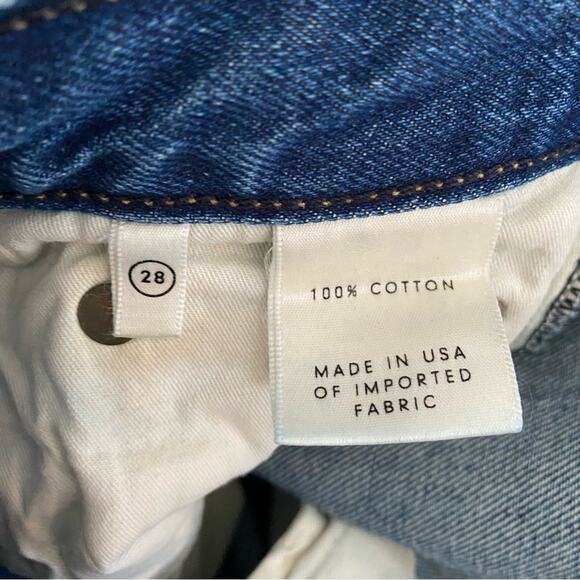 28
100% COTTON
MADE IN USA
OF IMPORTED
FABRIC